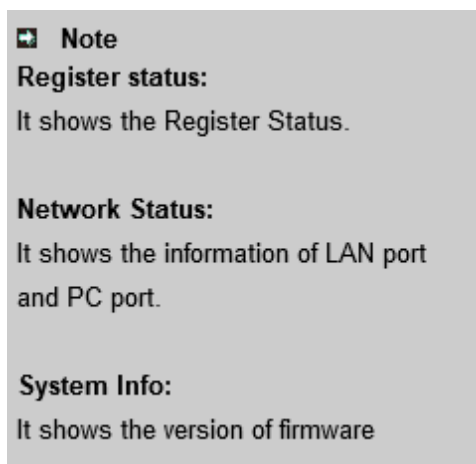 Note
Register status:
It shows the Register Status.
Network Status:
It shows the information of LAN port
and PC port.
System Info:
It shows the version of firmware